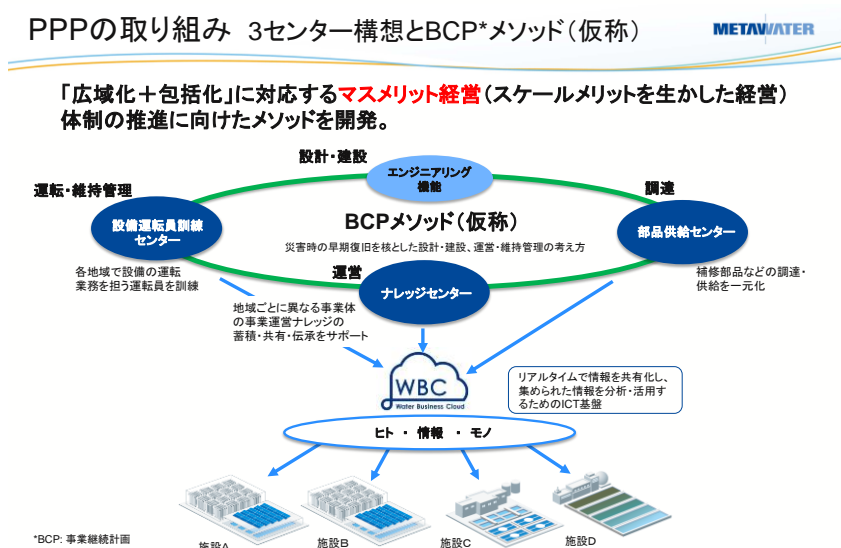 PPPの取り組み 3センター構想とBCP*メソッド(仮称)
METAWATER
「広域化+包括化」に対応するマスメリット経営(スケールメリットを生かした経営)
体制の推進に向けたメソッドを開発。
設計・建設
エンジニアリング
機能
運転・維持管理
調達
設備運転員訓練
センター
BCPメソッド(仮称)
部品供給センター
災害時の早期復旧を核とした設計・建設、運営・維持管理の考え方
各地域で設備の運転
業務を担う運転員を訓練
運営
ナレッジセンター
補修部品などの調達・
供給を一元化
地域ごとに異なる事業体
の事業運営ナレッジの
蓄積・共有・伝承をサポート
WBC
Water Business Cloud
リアルタイムで情報を共有化し、
集められた情報を分析・活用す
るためのICT基盤
ヒト ・ 情報 ・ モノ
施設A
施設B
施設C
施設D
*BCP: 事業継続計画